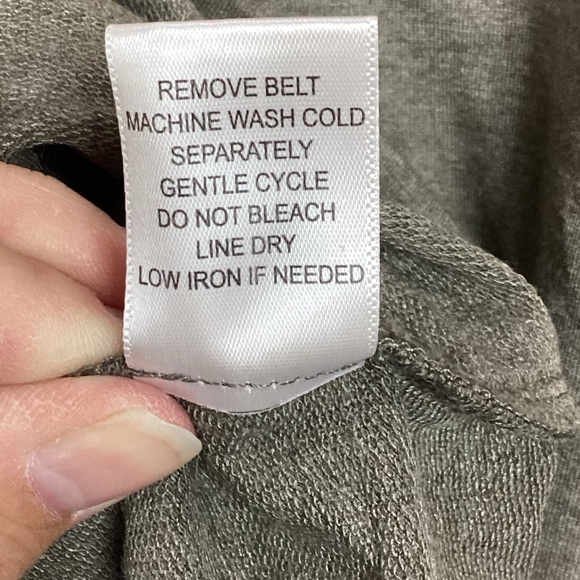 REMOVE BELT
MACHINE WASH COLD
SEPARATELY
GENTLE CYCLE
DO NOT BLEACH
LINE DRY
LOW IRON IF NEEDED